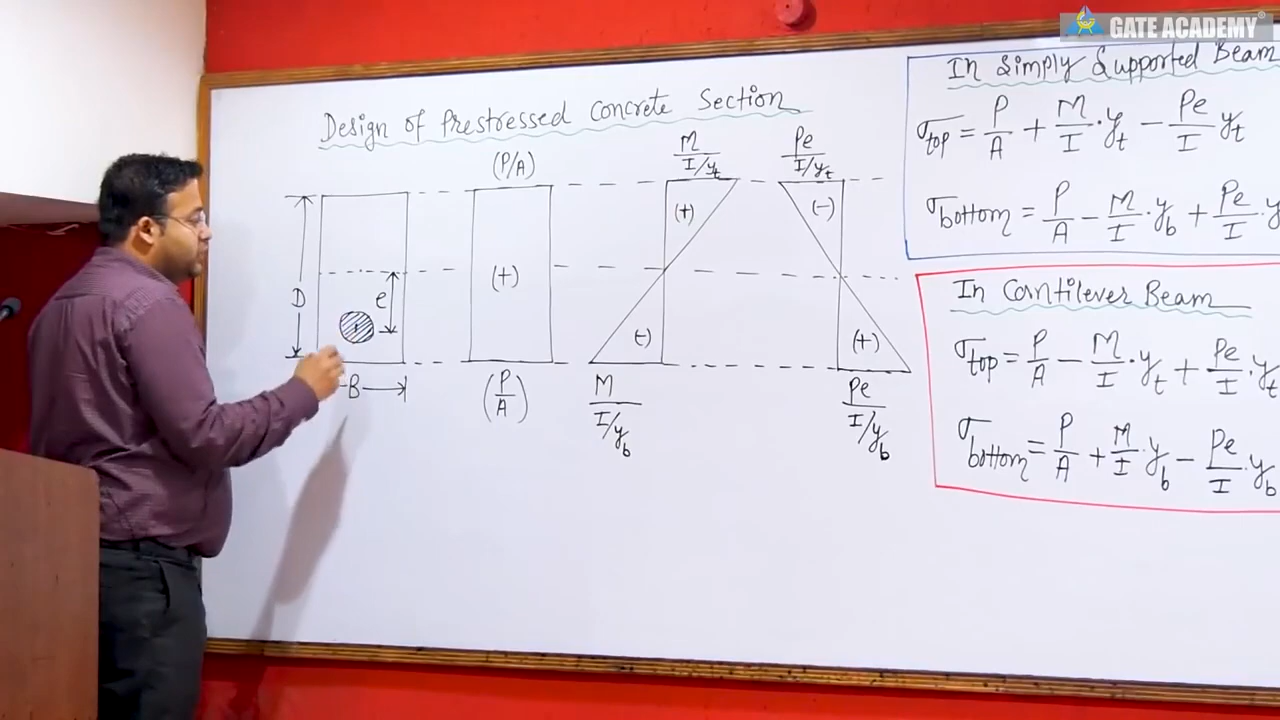 GATE ACADEMY®
Design of Prestressed Concrete Section
(P/A)
M
I/yt
Pe
I/yt
D
e
B
(+)
(P/A)
(+)
(-)
M
I/yb
(-)
(+)
Pe
I/yb
In Simply Supported Beam
σtop = P/A + M/I · yt - Pe/I yt
σbottom = P/A - M/I · yb + Pe/I · y
In Cantilever Beam
σtop = P/A - M/I · yt + Pe/I · yt
σbottom = P/A + M/I · yb - Pe/I · yb